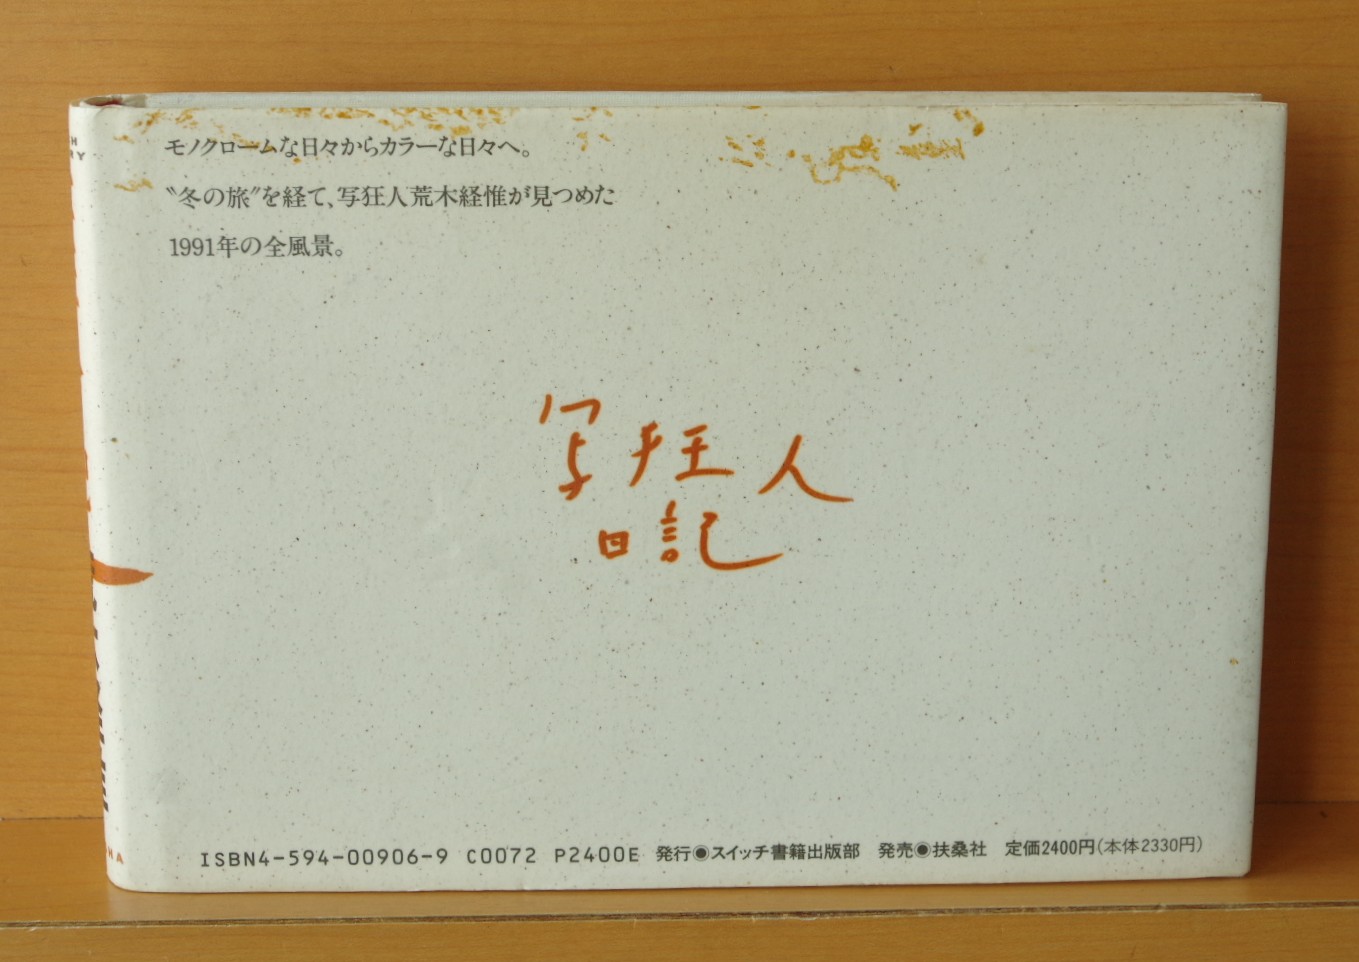 モノクロームな日々からカラーな日々へ。
〝冬の旅〟を経て、写狂人荒木経惟が見つめた
1991年の全風景。
写狂人
日記
ISBN4-594-00906-9 C0072 P2400E 発行◉スイッチ書籍出版部 発売◉扶桑社 定価2400円(本体2330円)